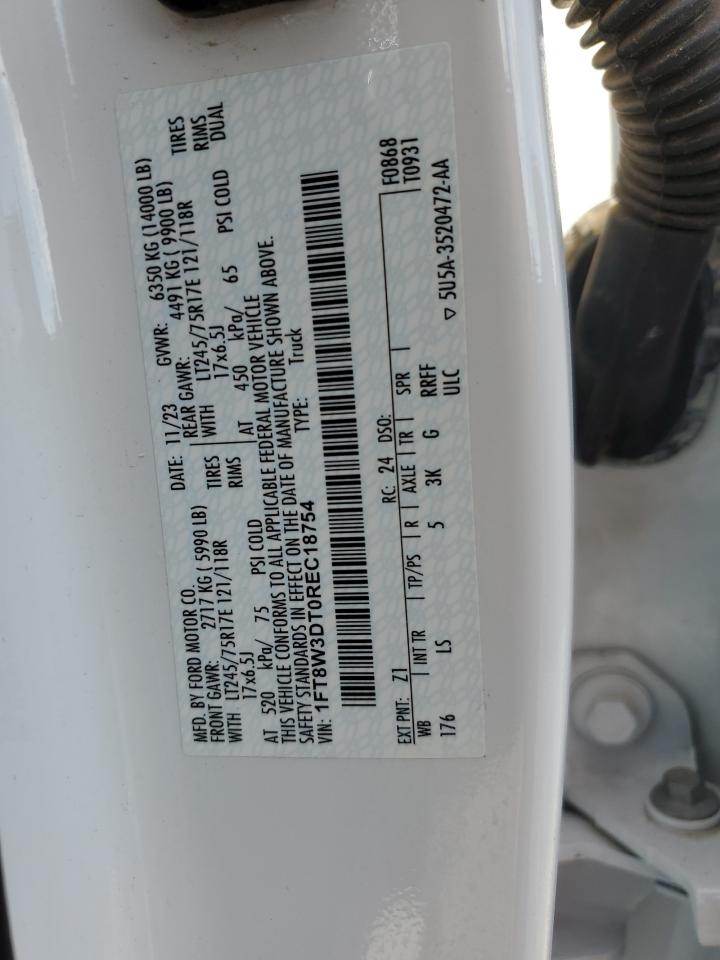 MFD. BY FORD MOTOR CO.
DATE: 11/23 GVWR: 6350 KG (14000 LB)
FRONT GAWR: 2717 KG ( 5990 LB) REAR GAWR: 4491 KG ( 9900 LB)
WITH LT245/75R17E 121/118R TIRES WITH LT245/75R17E 121/118R TIRES
17x6.5J RIMS 17x6.5J RIMS
AT 520 kPa/ 75 PSI COLD AT 450 kPa/ 65 PSI COLD DUAL
THIS VEHICLE CONFORMS TO ALL APPLICABLE FEDERAL MOTOR VEHICLE
SAFETY STANDARDS IN EFFECT ON THE DATE OF MANUFACTURE SHOWN ABOVE.
VIN: 1FT8W3DT0REC18754 TYPE: Truck
F0868
EXT PNT: Z1 RC: 24 DSO: T0931
WB INT TR TP/PS R AXLE TR SPR
176 LS 5 3K G RRFF
ULC
▽ 5U5A-3520472-AA